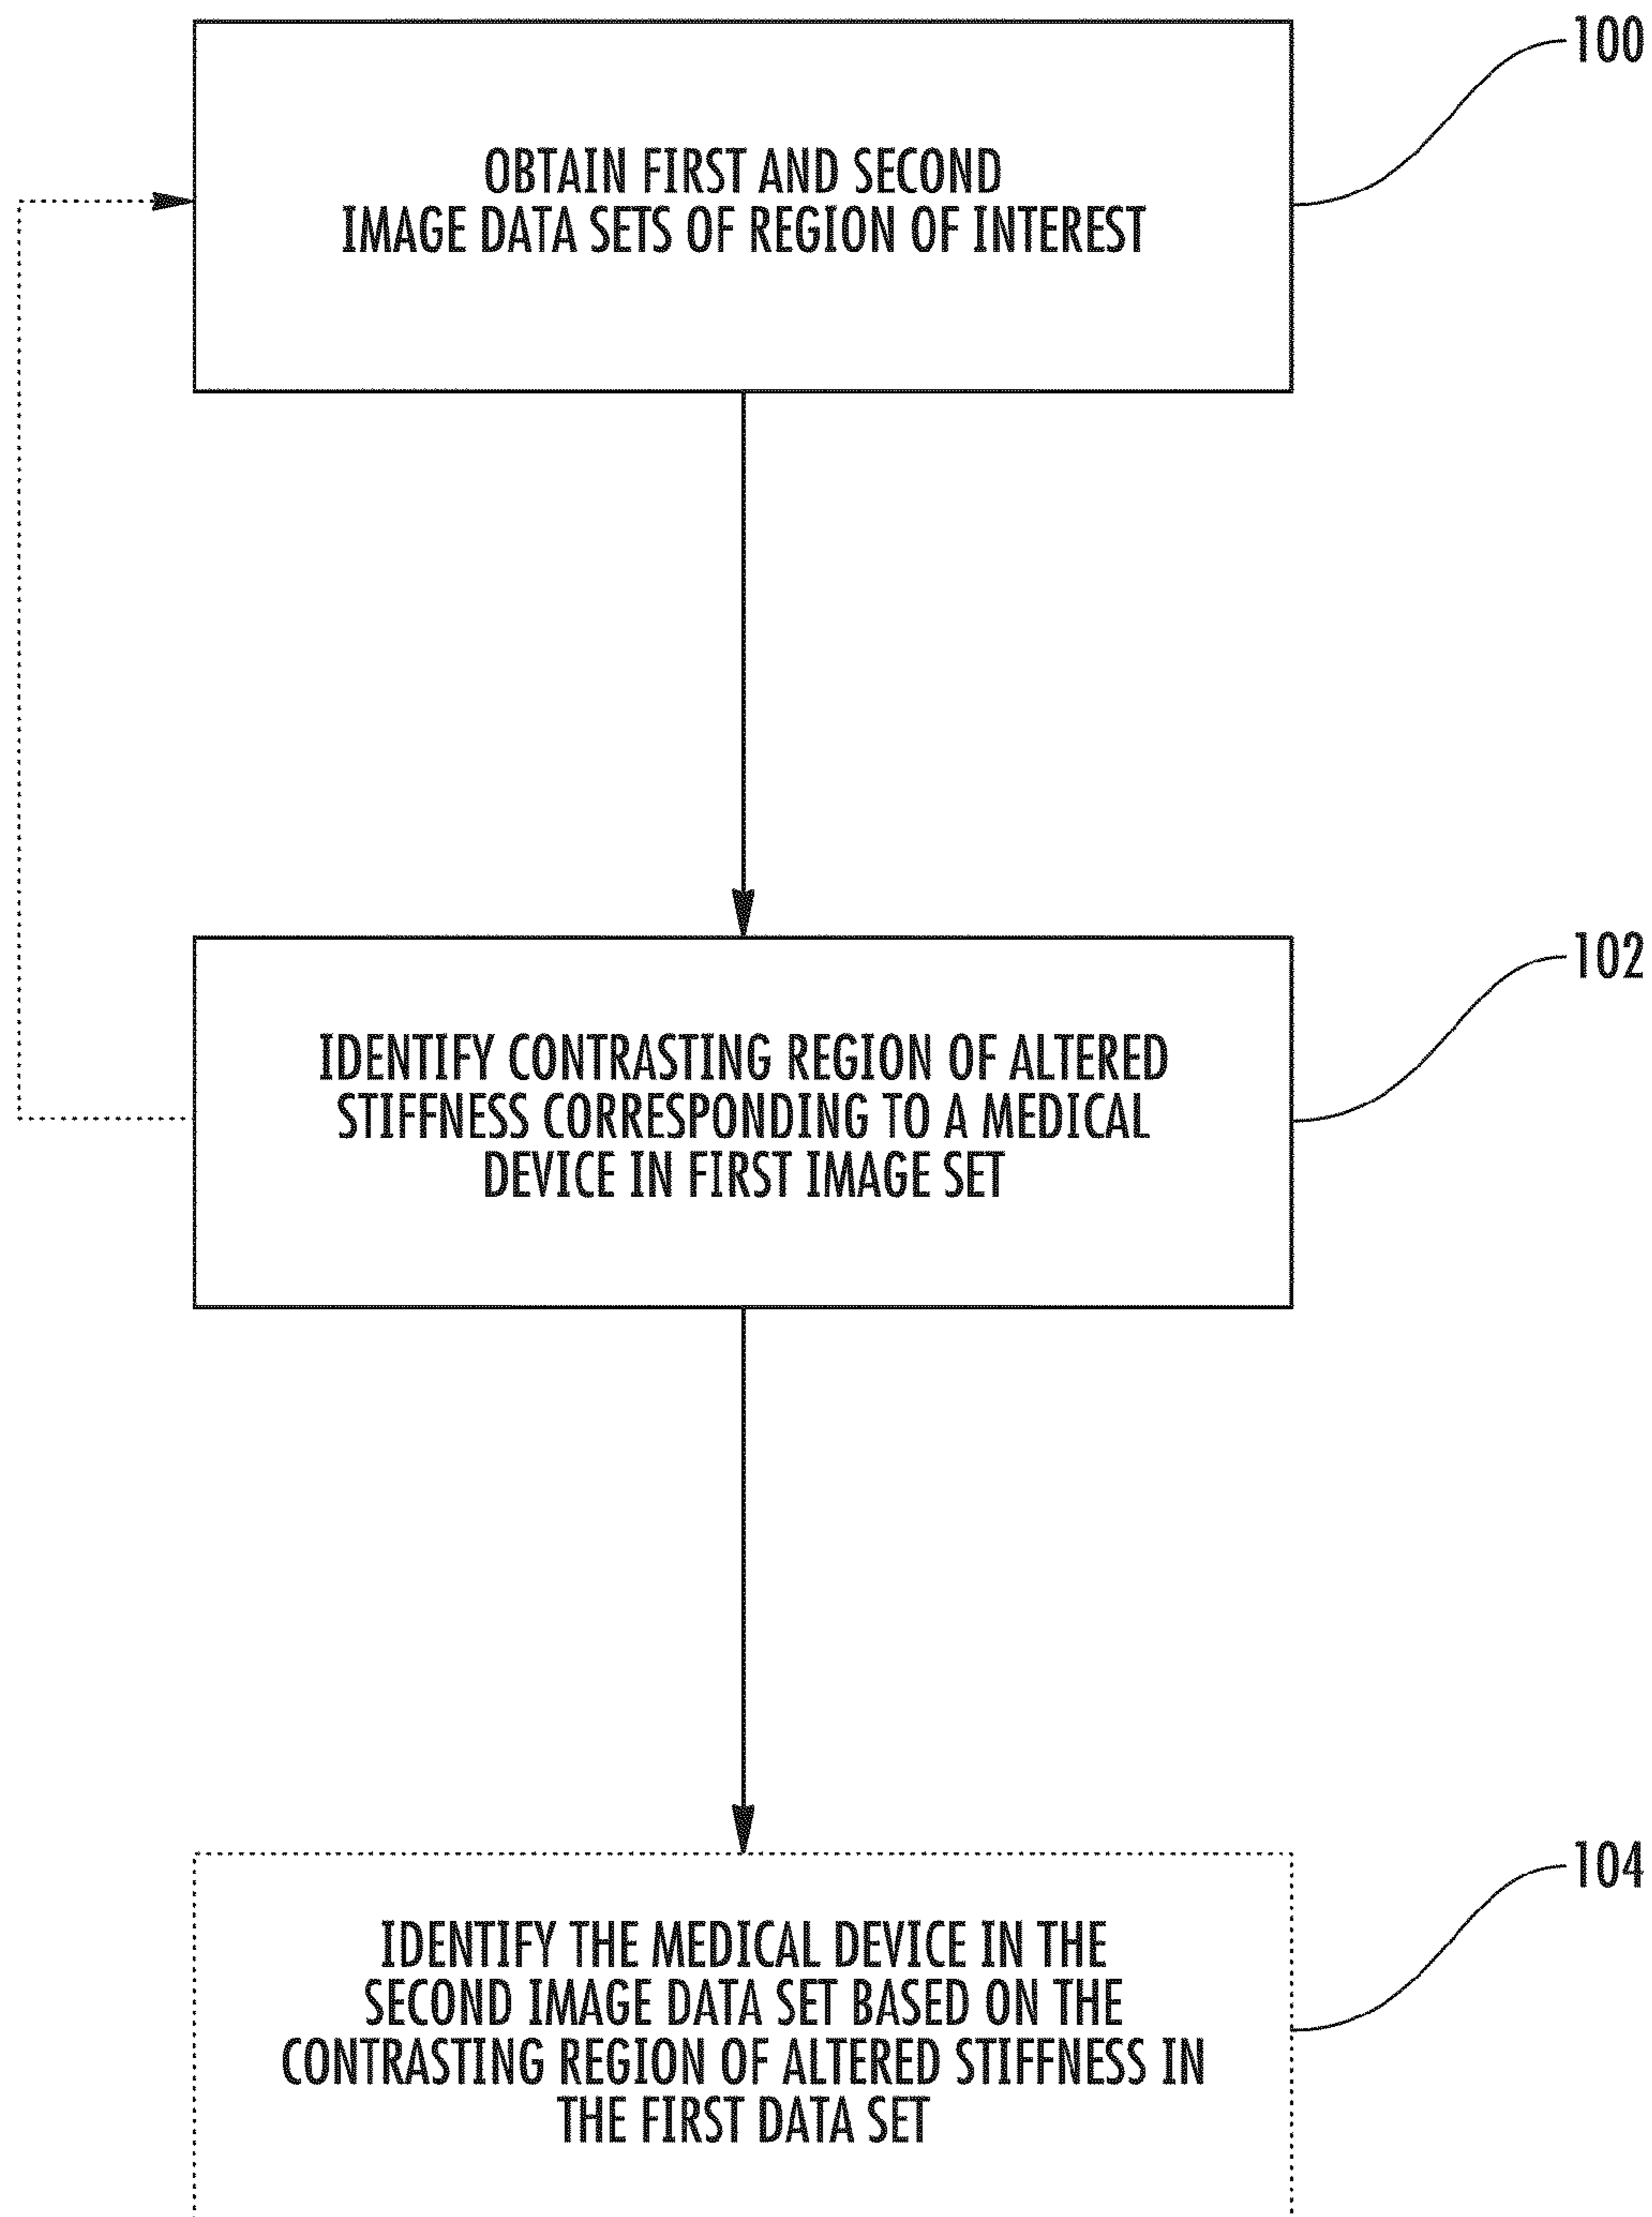 100
OBTAIN FIRST AND SECOND
IMAGE DATA SETS OF REGION OF INTEREST
102
IDENTIFY CONTRASTING REGION OF ALTERED
STIFFNESS CORRESPONDING TO A MEDICAL
DEVICE IN FIRST IMAGE SET
104
IDENTIFY THE MEDICAL DEVICE IN THE
SECOND IMAGE DATA SET BASED ON THE
CONTRASTING REGION OF ALTERED STIFFNESS IN
THE FIRST DATA SET